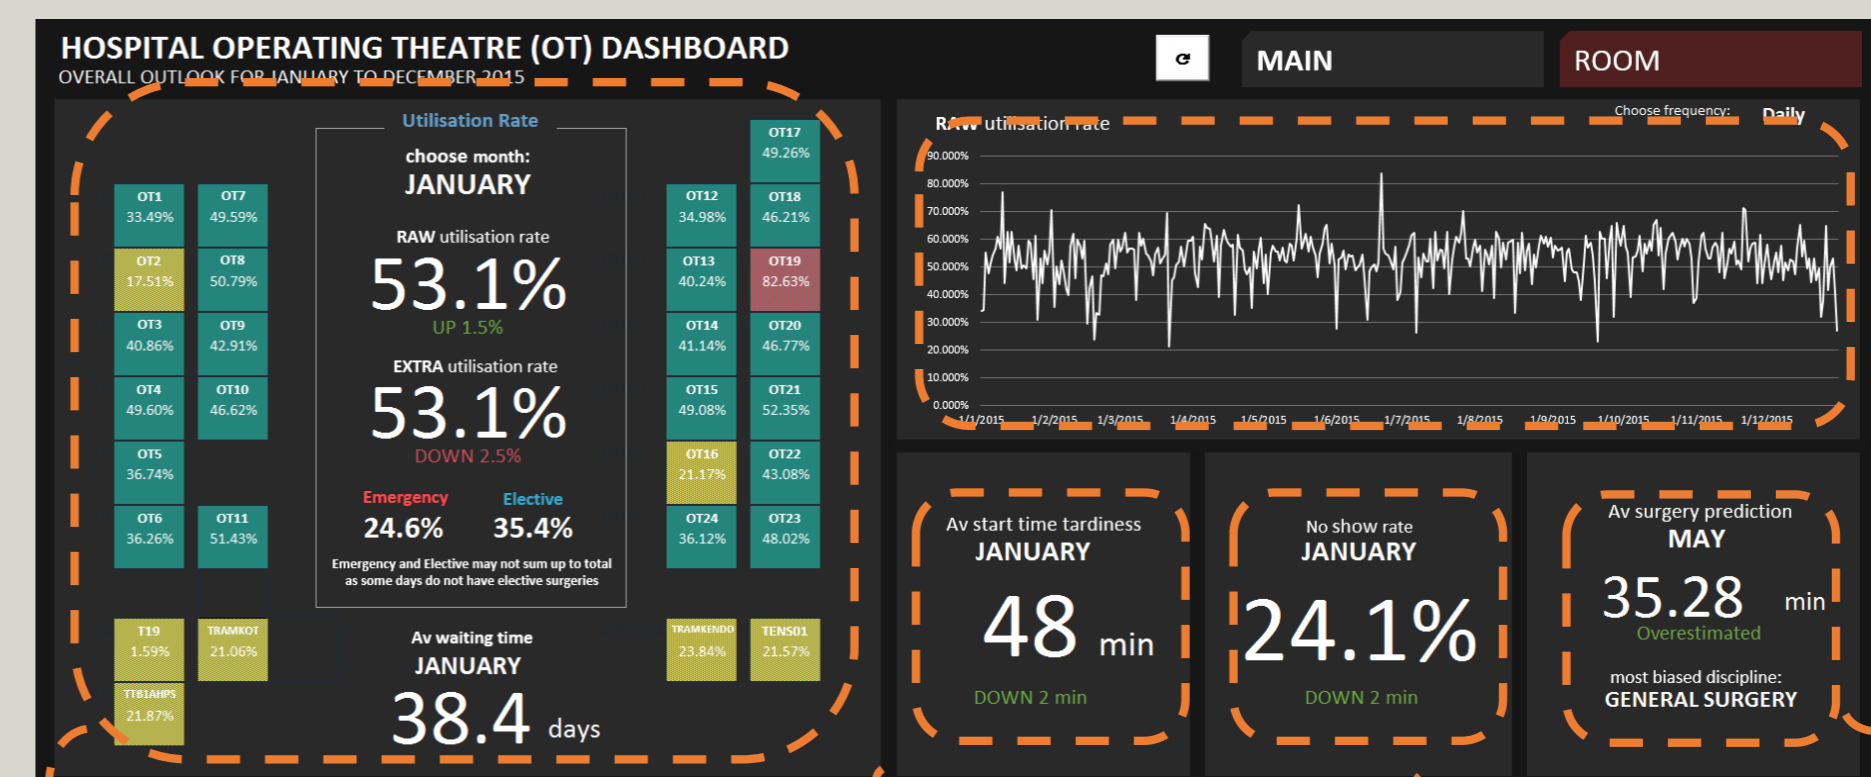 HOSPITAL OPERATING THEATRE (OT) DASHBOARD
OVERALL OUTLOOK FOR JANUARY TO DECEMBER 2015
MAIN
ROOM
Utilisation Rate
choose month:
JANUARY
RAW utilisation rate
53.1%
UP 1.5%
EXTRA utilisation rate
53.1%
DOWN 2.5%
Emergency Elective
24.6% 35.4%
Emergency and Elective may not sum up to total
as some days do not have elective surgeries
Av waiting time
JANUARY
38.4 days
OT1
33.49%
OT7
49.59%
OT2
17.51%
OT8
50.79%
OT3
40.86%
OT9
42.91%
OT4
49.60%
OT10
46.62%
OT5
36.74%
OT6
36.26%
OT11
51.43%
T19
1.59%
TRAMKOT
21.06%
TTB1AHPS
21.87%
OT17
49.26%
OT12
34.98%
OT18
46.21%
OT13
40.24%
OT19
82.63%
OT14
41.14%
OT20
46.77%
OT15
49.08%
OT21
52.35%
OT16
21.17%
OT22
43.08%
OT24
36.12%
OT23
48.02%
TRAMKENDO
23.84%
TENS01
21.57%
RAW utilisation rate
Choose frequency: Daily
90.000%
80.000%
70.000%
60.000%
50.000%
40.000%
30.000%
20.000%
10.000%
0.000%
1/1/2015 1/2/2015 1/3/2015 1/4/2015 1/5/2015 1/6/2015 1/7/2015 1/8/2015 1/9/2015 1/10/2015 1/11/2015 1/12/2015
Av start time tardiness
JANUARY
48 min
DOWN 2 min
No show rate
JANUARY
24.1%
DOWN 2 min
Av surgery prediction
MAY
35.28 min
Overestimated
most biased discipline:
GENERAL SURGERY